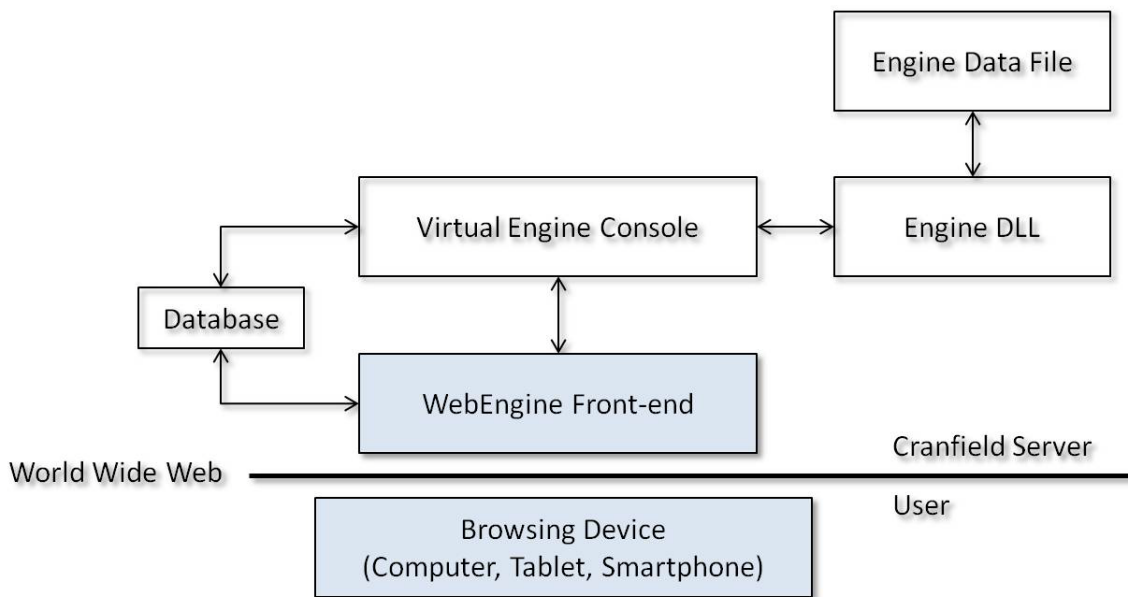 Engine Data File
Virtual Engine Console
Engine DLL
Database
WebEngine Front-end
Cranfield Server
World Wide Web
User
Browsing Device
(Computer, Tablet, Smartphone)